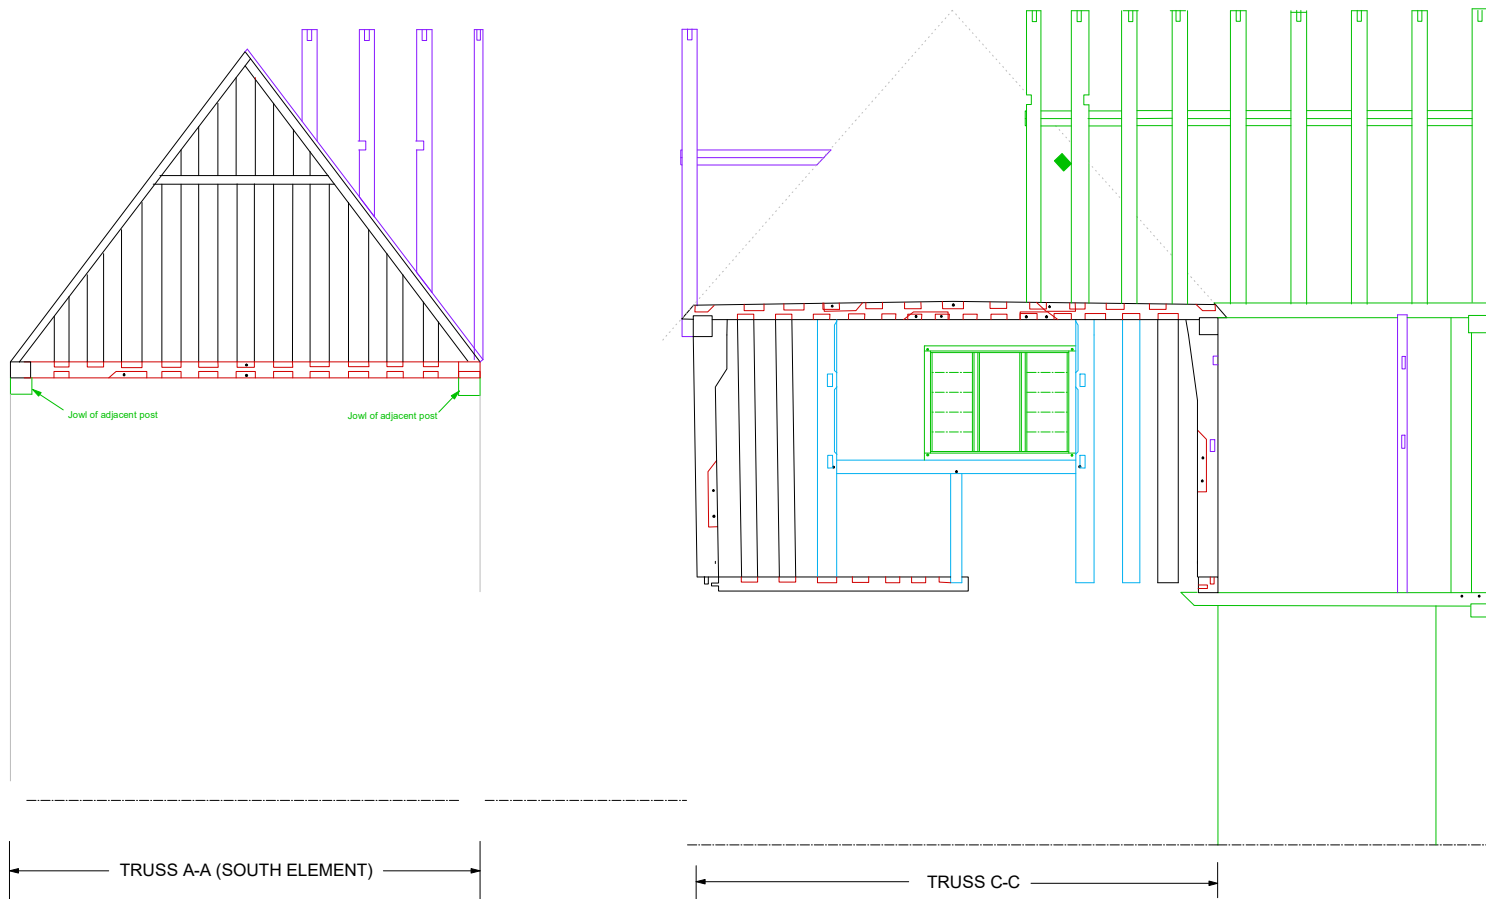 Jowl of adjacent post
Jowl of adjacent post
TRUSS A-A (SOUTH ELEMENT)
TRUSS C-C